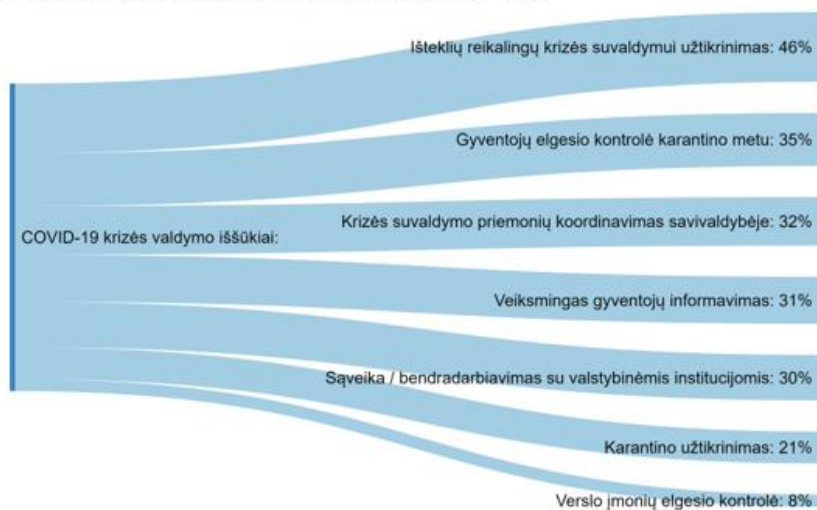 Išteklių reikalingų krizės suvaldymui užtikrinimas: 46%
Gyventojų elgesio kontrolė karantino metu: 35%
Krizės suvaldymo priemonių koordinavimas savivaldybėje: 32%
COVID-19 krizės valdymo iššūkiai:
Veiksmingas gyventojų informavimas: 31%
Sąveika / bendradarbiavimas su valstybinėmis institucijomis: 30%
Karantino užtikrinimas: 21%
Verslo įmonių elgesio kontrolė: 8%